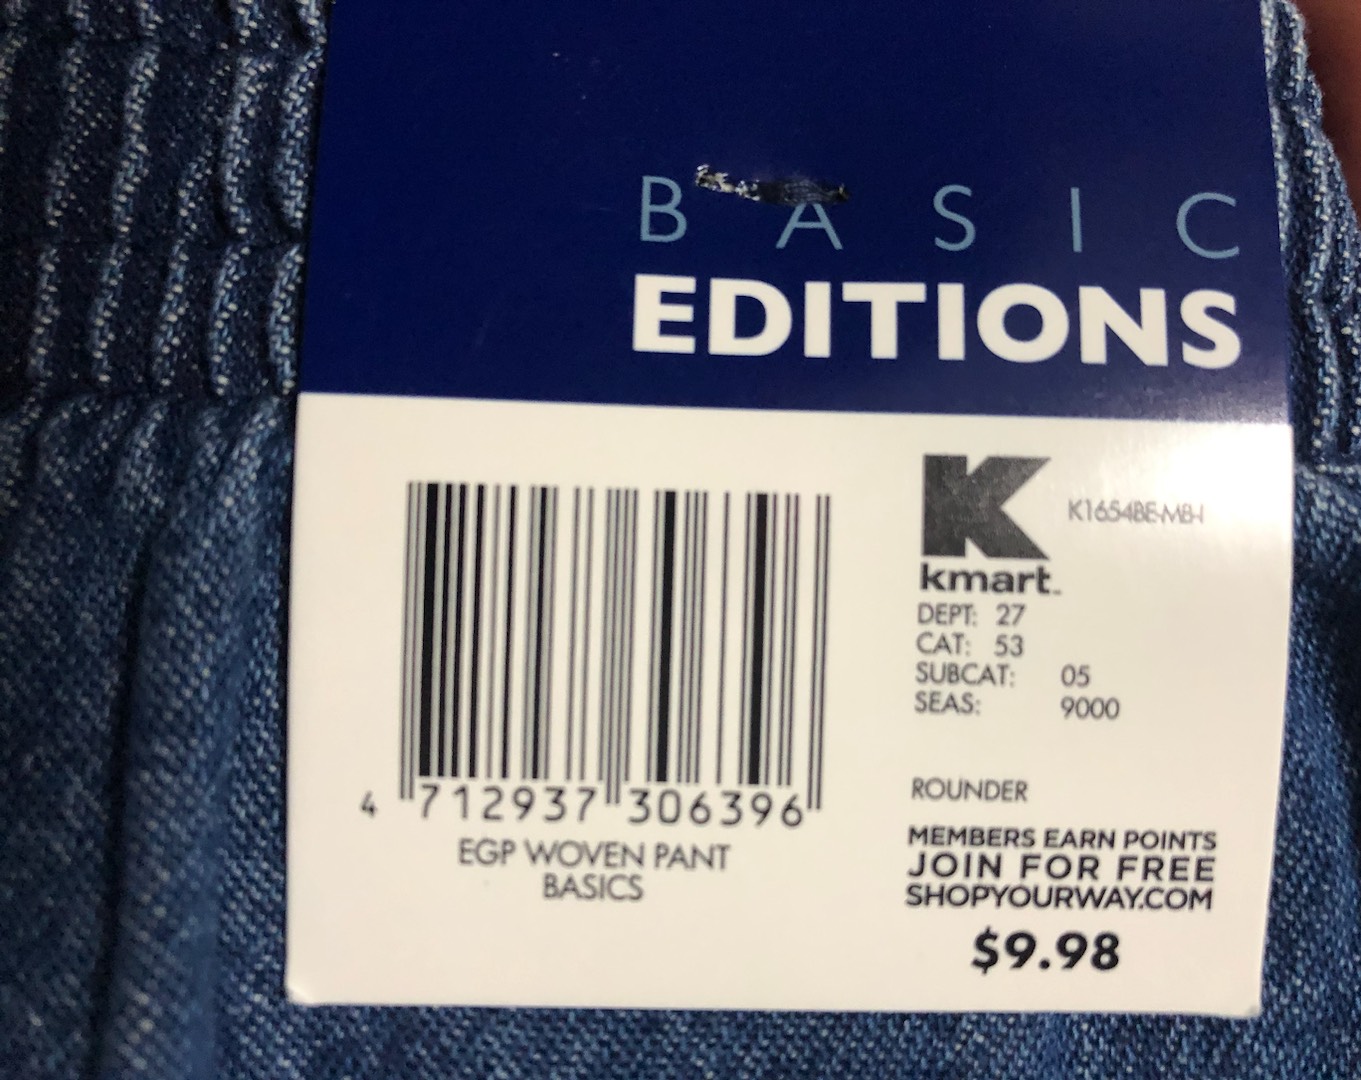 BASIC
EDITIONS
K1654BE-MB-I
kmart
DEPT: 27
CAT: 53
SUBCAT: 05
SEAS: 9000
4 712937 306396
EGP WOVEN PANT
BASICS
ROUNDER
MEMBERS EARN POINTS
JOIN FOR FREE
SHOPYOURWAY.COM
$9.98